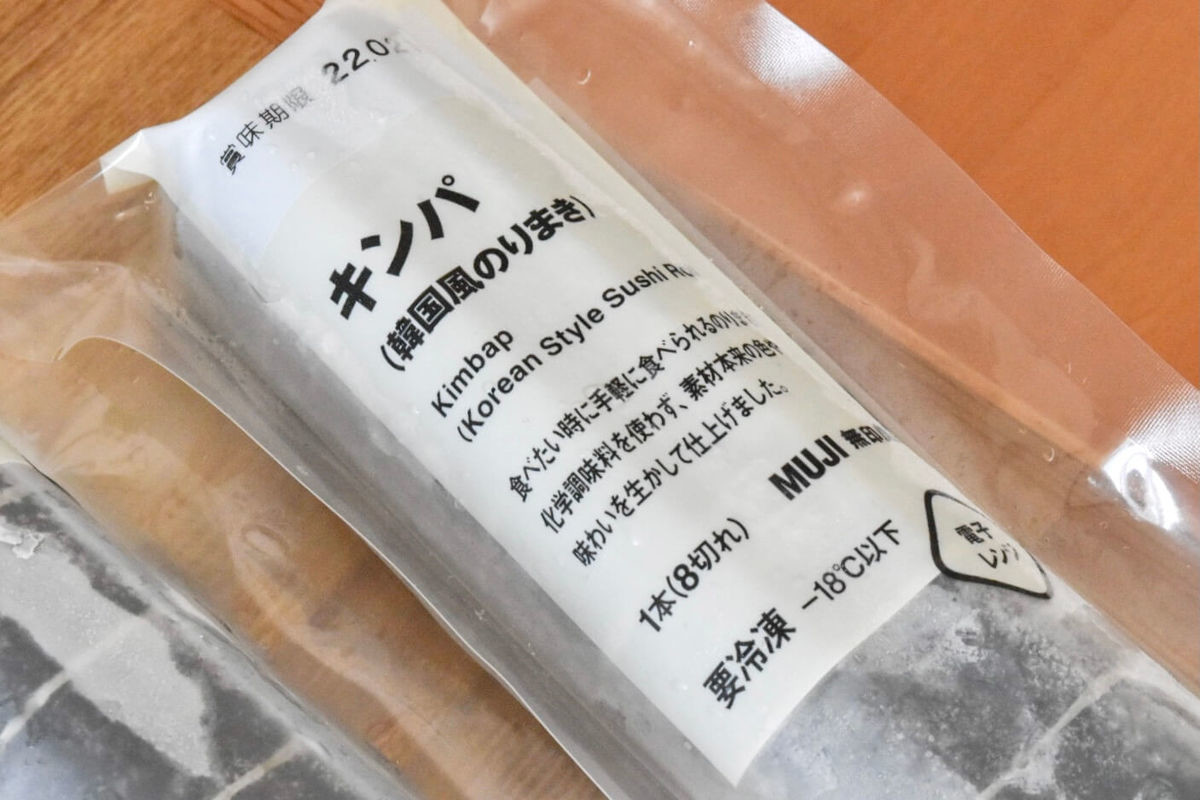 賞味期限 22.0
キンパ
(韓国風のりまき)
Kimbap
(Korean Style Sushi
食べたい時に手軽に食べられるのりま
化学調味料を使わず、素材本来の色や
味わいを生かして仕上げました。
MUJI 無印
1本(8切れ)
要冷凍 −18℃以下
電子
レンジ